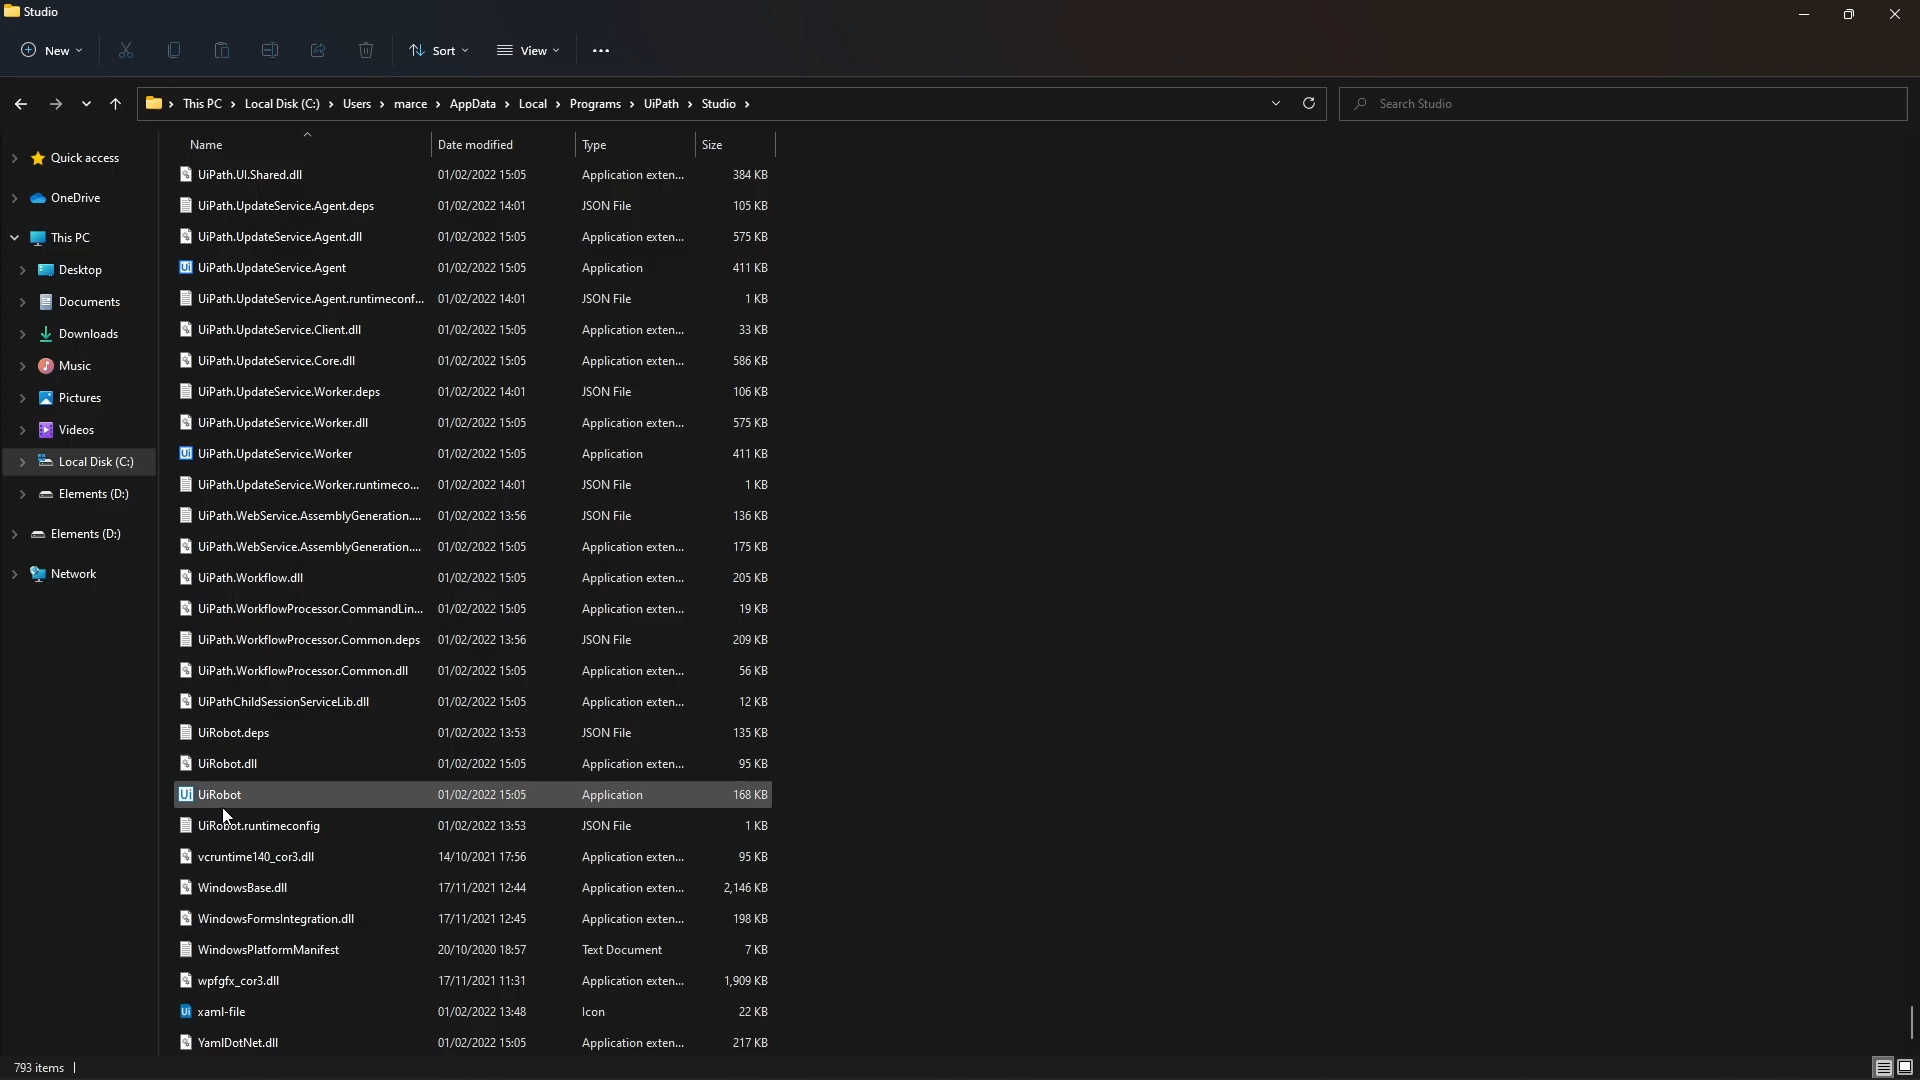 Studio
New
Sort
View
This PC
Local Disk (C:)
Users
marce
AppData
Local
Programs
UiPath
Studio
Search Studio
Name Date modified Type Size
Quick access
OneDrive
This PC
Desktop
Documents
Downloads
Music
Pictures
Videos
Local Disk (C:)
Elements (D:)
Elements (D:)
Network
UiPath.UI.Shared.dll 01/02/2022 15:05 Application exten... 384 KB
UiPath.UpdateService.Agent.deps 01/02/2022 14:01 JSON File 105 KB
UiPath.UpdateService.Agent.dll 01/02/2022 15:05 Application exten... 575 KB
Ui UiPath.UpdateService.Agent 01/02/2022 15:05 Application 411 KB
UiPath.UpdateService.Agent.runtimeconf... 01/02/2022 14:01 JSON File 1 KB
UiPath.UpdateService.Client.dll 01/02/2022 15:05 Application exten... 33 KB
UiPath.UpdateService.Core.dll 01/02/2022 15:05 Application exten... 586 KB
UiPath.UpdateService.Worker.deps 01/02/2022 14:01 JSON File 106 KB
UiPath.UpdateService.Worker.dll 01/02/2022 15:05 Application exten... 575 KB
Ui UiPath.UpdateService.Worker 01/02/2022 15:05 Application 411 KB
UiPath.UpdateService.Worker.runtimeco... 01/02/2022 14:01 JSON File 1 KB
UiPath.WebService.AssemblyGeneration.... 01/02/2022 13:56 JSON File 136 KB
UiPath.WebService.AssemblyGeneration.... 01/02/2022 15:05 Application exten... 175 KB
UiPath.Workflow.dll 01/02/2022 15:05 Application exten... 205 KB
UiPath.WorkflowProcessor.CommandLin... 01/02/2022 15:05 Application exten... 19 KB
UiPath.WorkflowProcessor.Common.deps 01/02/2022 13:56 JSON File 209 KB
UiPath.WorkflowProcessor.Common.dll 01/02/2022 15:05 Application exten... 56 KB
UiPathChildSessionServiceLib.dll 01/02/2022 15:05 Application exten... 12 KB
UiRobot.deps 01/02/2022 13:53 JSON File 135 KB
UiRobot.dll 01/02/2022 15:05 Application exten... 95 KB
Ui UiRobot 01/02/2022 15:05 Application 168 KB
UiRobot.runtimeconfig 01/02/2022 13:53 JSON File 1 KB
vcruntime140_cor3.dll 14/10/2021 17:56 Application exten... 95 KB
WindowsBase.dll 17/11/2021 12:44 Application exten... 2,146 KB
WindowsFormsIntegration.dll 17/11/2021 12:45 Application exten... 198 KB
WindowsPlatformManifest 20/10/2020 18:57 Text Document 7 KB
wpfgfx_cor3.dll 17/11/2021 11:31 Application exten... 1,909 KB
Ui xaml-file 01/02/2022 13:48 Icon 22 KB
YamlDotNet.dll 01/02/2022 15:05 Application exten... 217 KB
793 items